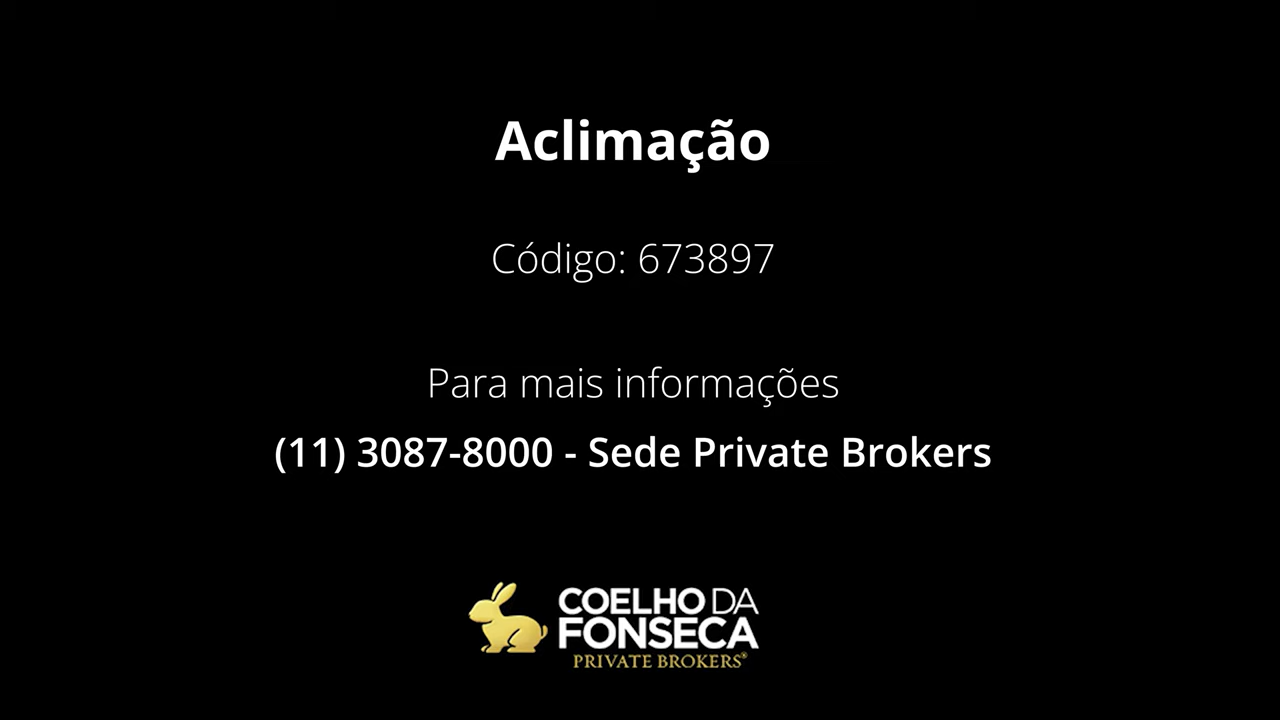 Aclimação
Código: 673897
Para mais informações
(11) 3087-8000 - Sede Private Brokers
COELHO DA
FONSECA
PRIVATE BROKERS®